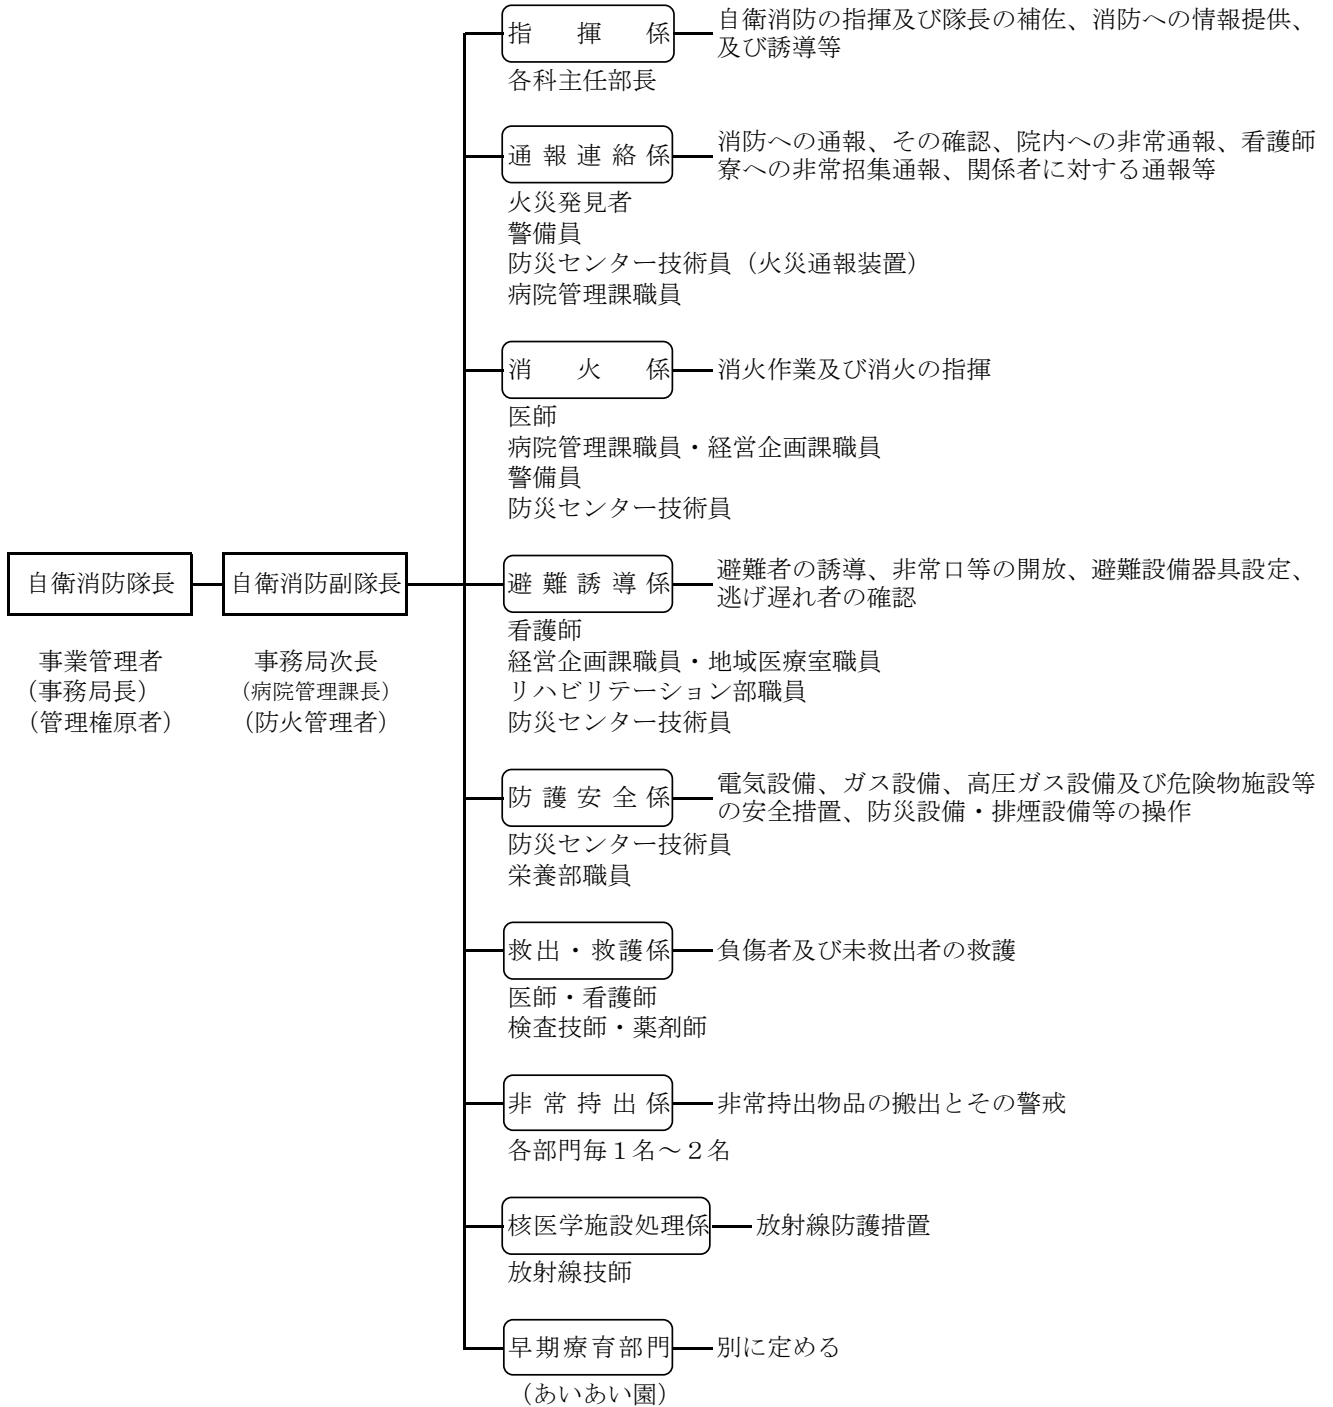 指揮係
自衛消防の指揮及び隊長の補佐、消防への情報提供、
及び誘導等
各科主任部長
通報連絡係
消防への通報、その確認、院内への非常通報、看護師
寮への非常招集通報、関係者に対する通報等
火災発見者
警備員
防災センター技術員（火災通報装置）
病院管理課職員
消火係
消火作業及び消火の指揮
医師
病院管理課職員・経営企画課職員
警備員
防災センター技術員
自衛消防隊長
事業管理者
（事務局長）
（管理権原者）
自衛消防副隊長
事務局次長
（病院管理課長）
（防火管理者）
避難誘導係
避難者の誘導、非常口等の開放、避難設備器具設定、
逃げ遅れ者の確認
看護師
経営企画課職員・地域医療室職員
リハビリテーション部職員
防災センター技術員
防護安全係
電気設備、ガス設備、高圧ガス設備及び危険物施設等
の安全措置、防災設備・排煙設備等の操作
防災センター技術員
栄養部職員
救出・救護係
負傷者及び未救出者の救護
医師・看護師
検査技師・薬剤師
非常持出係
非常持出物品の搬出とその警戒
各部門毎１名～２名
核医学施設処理係
放射線防護措置
放射線技師
早期療育部門
別に定める
（あいあい園）